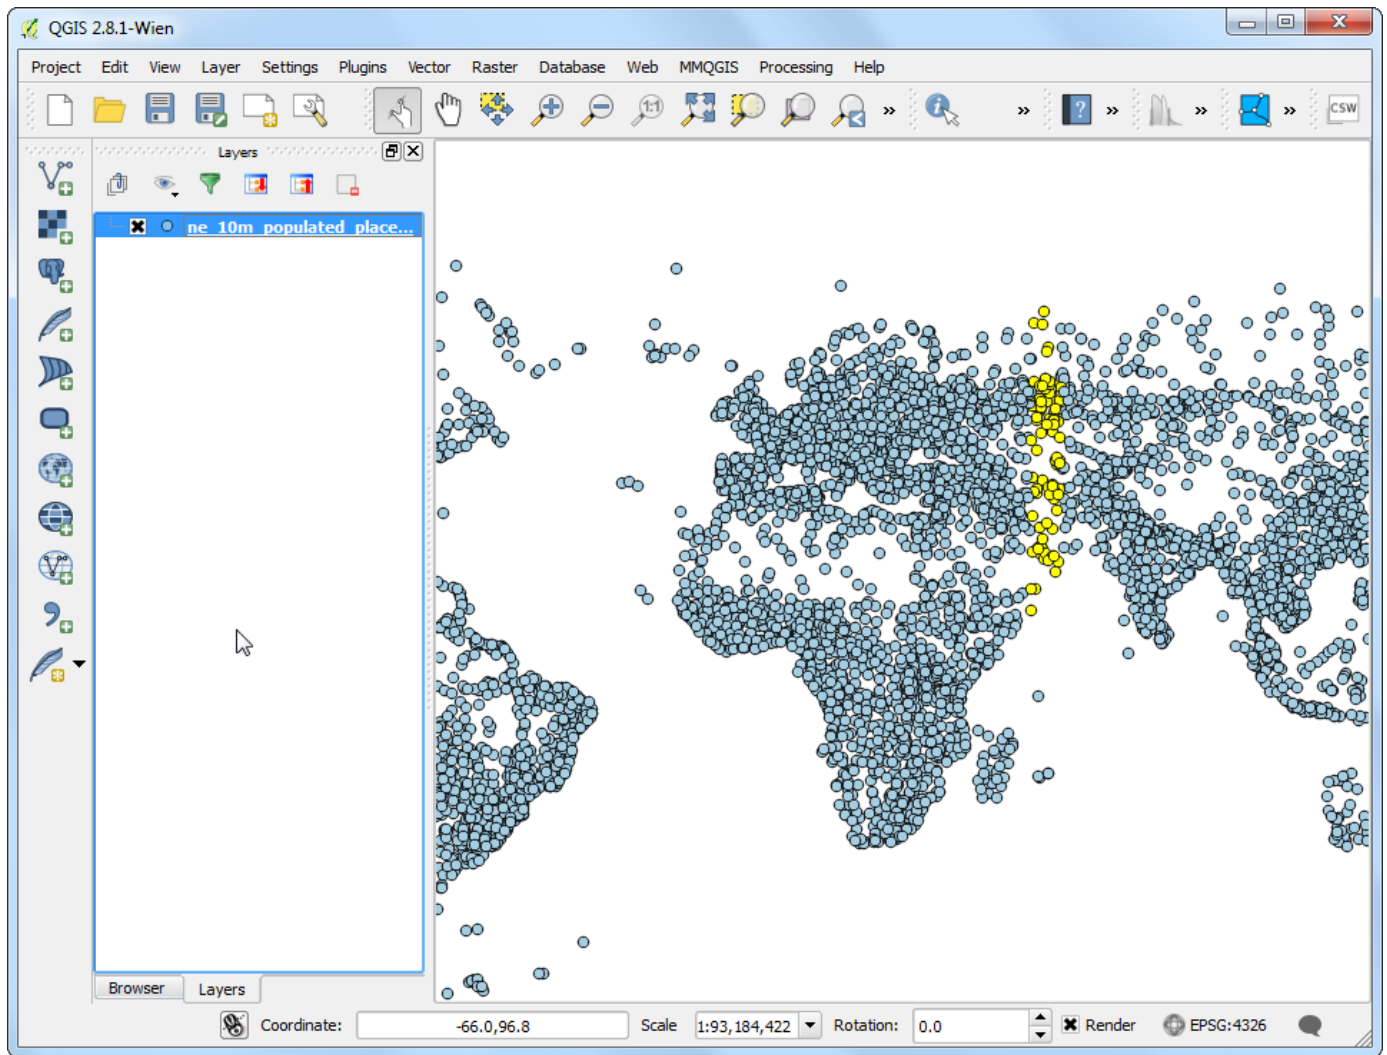 QGIS 2.8.1-Wien
Project Edit View Layer Settings Plugins Vector Raster Database Web MMQGIS Processing Help
1:1 » » ? » » » CSW
Layers
ne_10m_populated_place...
Browser Layers
Coordinate: -66.0,96.8 Scale 1:93,184,422 Rotation: 0.0 Render EPSG:4326